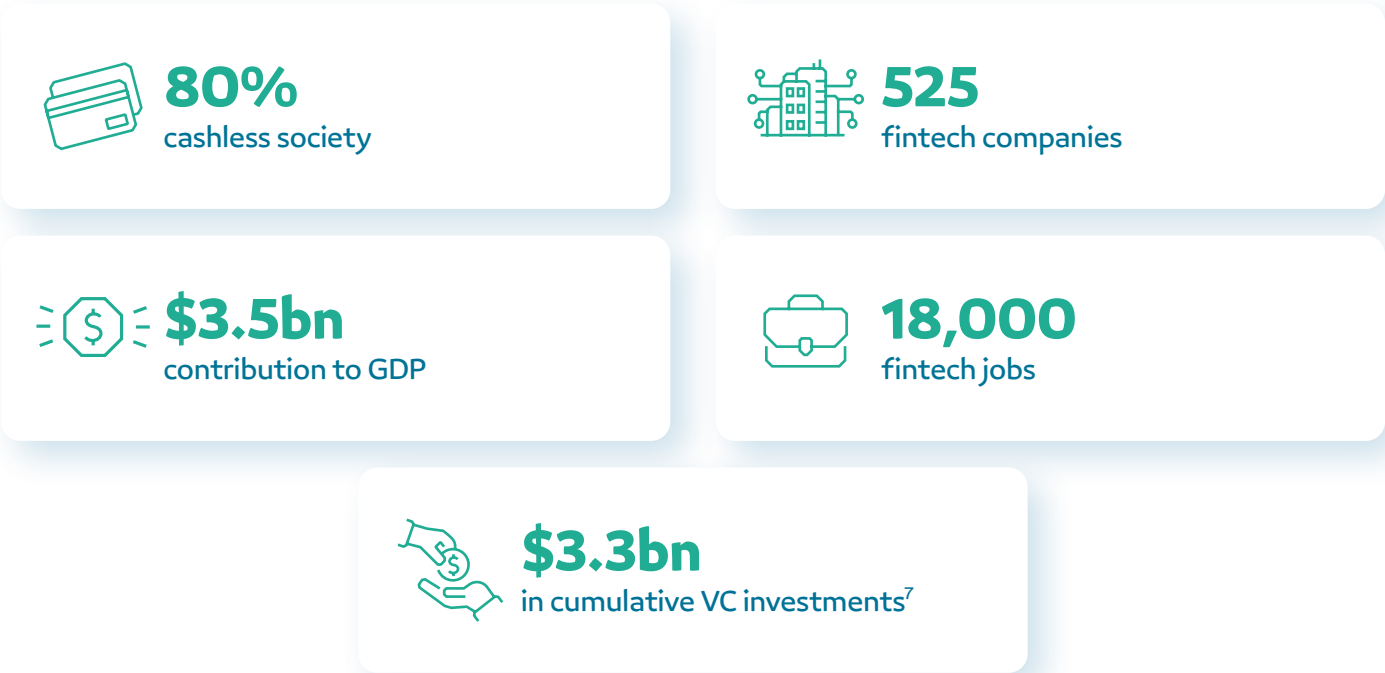 80%
cashless society
525
fintech companies
$3.5bn
contribution to GDP
18,000
fintech jobs
$3.3bn
in cumulative VC investments⁷